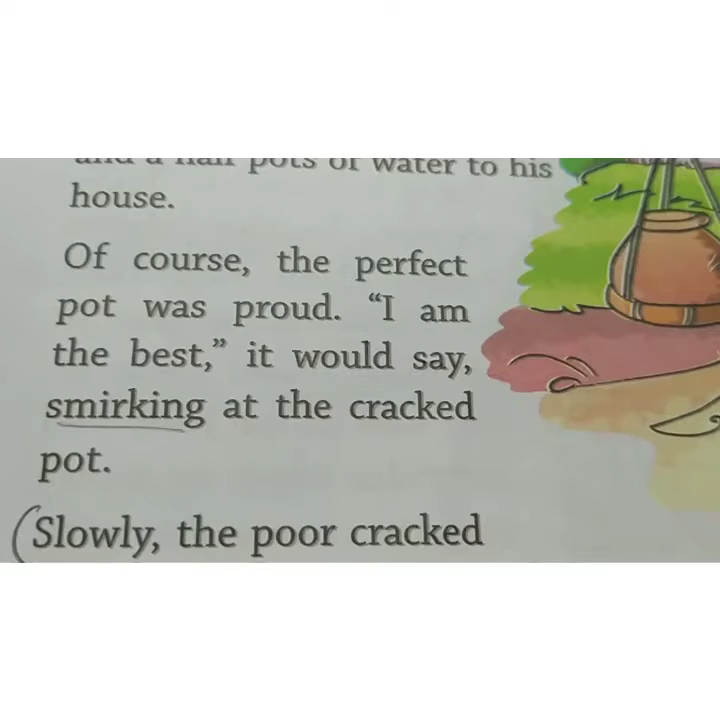 and a half pots of water to his
house.
Of course, the perfect
pot was proud. “I am
the best,” it would say,
smirking at the cracked
pot.
(Slowly, the poor cracked